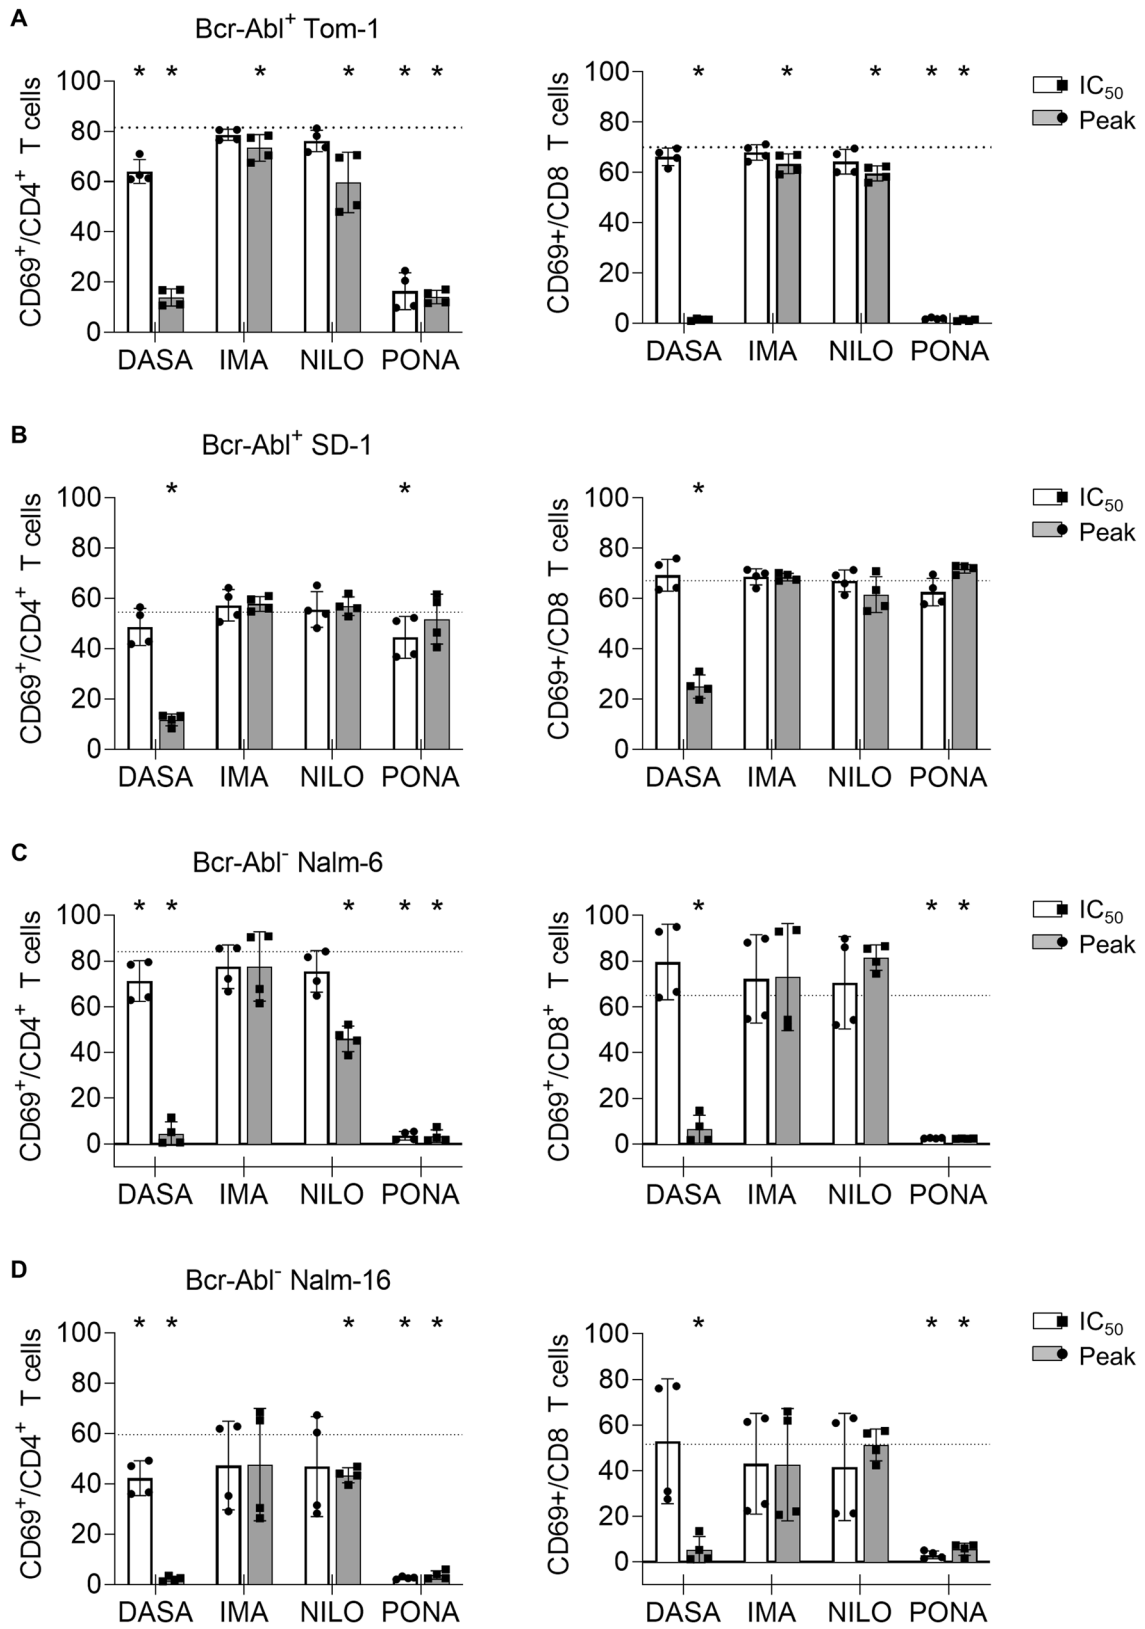 A
Bcr-Abl⁺ Tom-1
* * * * * *
* * * * *
CD69⁺/CD4⁺ T cells
100
80
60
40
20
0
DASA IMA NILO PONA
CD69+/CD8 T cells
100
80
60
40
20
0
DASA IMA NILO PONA
IC₅₀
Peak
B
Bcr-Abl⁺ SD-1
* *
*
CD69⁺/CD4⁺ T cells
100
80
60
40
20
0
DASA IMA NILO PONA
CD69+/CD8 T cells
100
80
60
40
20
0
DASA IMA NILO PONA
IC₅₀
Peak
C
Bcr-Abl⁻ Nalm-6
* * * * *
* * *
CD69⁺/CD4⁺ T cells
100
80
60
40
20
0
DASA IMA NILO PONA
CD69⁺/CD8⁺ T cells
100
80
60
40
20
0
DASA IMA NILO PONA
IC₅₀
Peak
D
Bcr-Abl⁻ Nalm-16
* * * * *
* * *
CD69⁺/CD4⁺ T cells
100
80
60
40
20
0
DASA IMA NILO PONA
CD69+/CD8 T cells
100
80
60
40
20
0
DASA IMA NILO PONA
IC₅₀
Peak